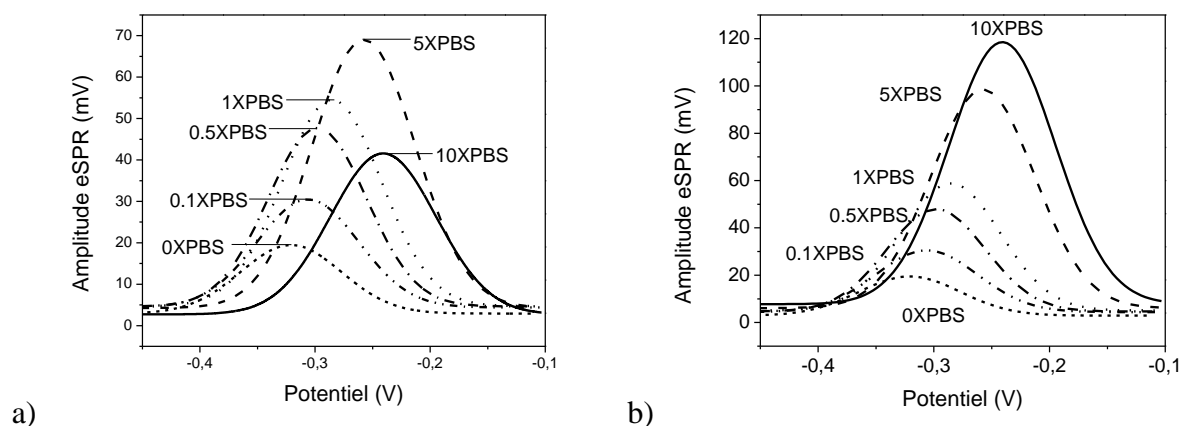 70
60
50
40
30
20
10
0
Amplitude eSPR (mV)
5XPBS
1XPBS
0.5XPBS
10XPBS
0.1XPBS
0XPBS
-0,4 -0,3 -0,2 -0,1
Potentiel (V)
a)
120
100
80
60
40
20
0
Amplitude eSPR (mV)
10XPBS
5XPBS
1XPBS
0.5XPBS
0.1XPBS
0XPBS
-0,4 -0,3 -0,2 -0,1
Potentiel (V)
b)